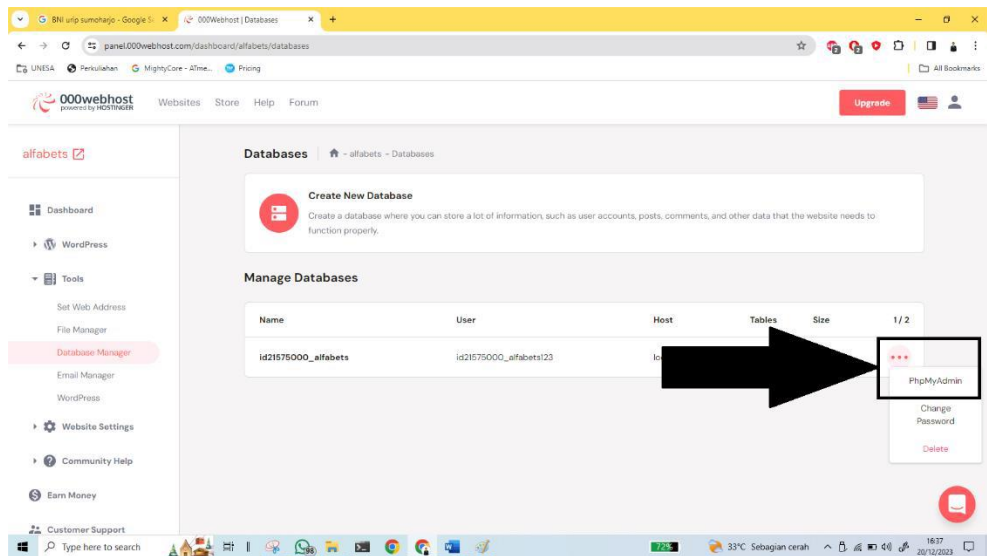 BNI urip sumoharjo - Google S
000Webhost | Databases
panel.000webhost.com/dashboard/alfabets/databases
UNESA
Perkuliahan
MightyCore - ATme...
Pricing
All Bookmarks
000webhost
powered by HOSTINGER
Websites
Store
Help
Forum
Upgrade
alfabets
Databases
- alfabets - Databases
Dashboard
WordPress
Tools
Set Web Address
File Manager
Database Manager
Email Manager
WordPress
Website Settings
Community Help
Earn Money
Customer Support
Create New Database
Create a database where you can store a lot of information, such as user accounts, posts, comments, and other data that the website needs to
function properly.
Manage Databases
Name User Host Tables Size 1 / 2
id21575000_alfabets id21575000_alfabets123
PhpMyAdmin
Change
Password
Delete
Type here to search
72%
33°C Sebagian cerah
16:37
20/12/2023